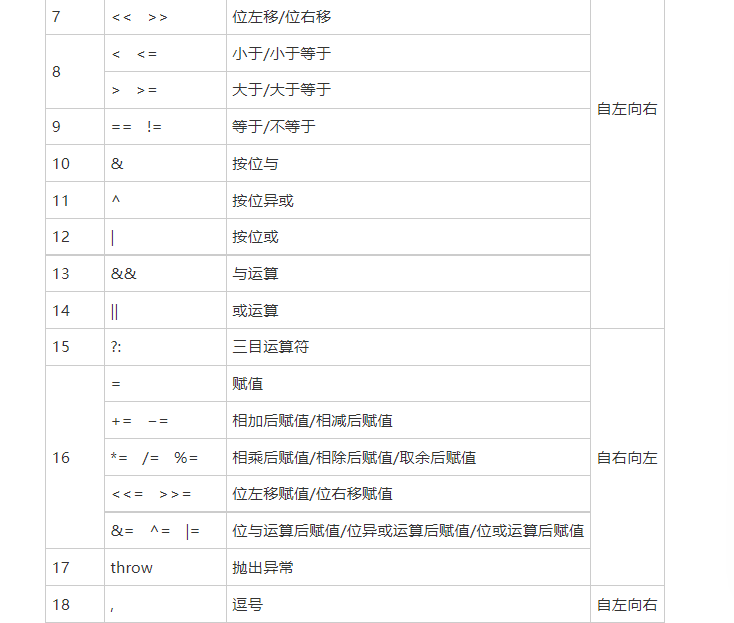 7 << >> 位左移/位右移
8 < <= 小于/小于等于
> >= 大于/大于等于
自左向右
9 == != 等于/不等于
10 & 按位与
11 ^ 按位异或
12 | 按位或
13 && 与运算
14 || 或运算
15 ?: 三目运算符
= 赋值
+= −= 相加后赋值/相减后赋值
16 *= /= %= 相乘后赋值/相除后赋值/取余后赋值 自右向左
<<= >>= 位左移赋值/位右移赋值
&= ^= |= 位与运算后赋值/位异或运算后赋值/位或运算后赋值
17 throw 抛出异常
18 , 逗号 自左向右